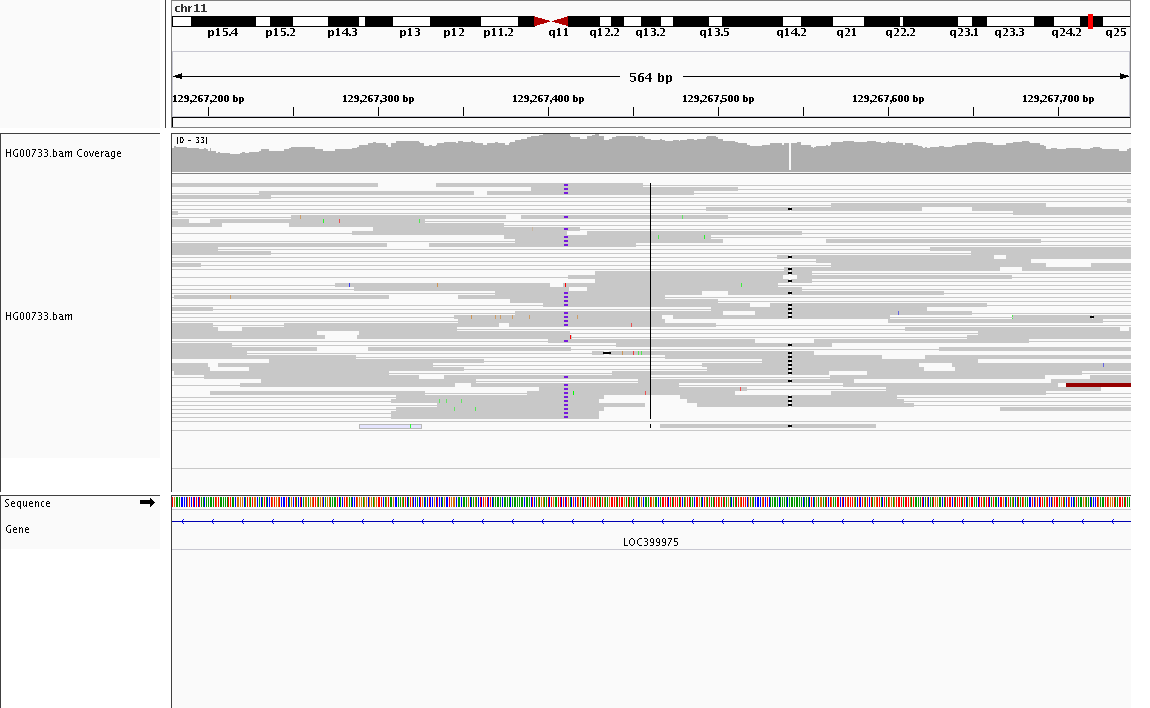 chr11
p15.4 p15.2 p14.3 p13 p12 p11.2 q11 q12.2 q13.2 q13.5 q14.2 q21 q22.2 q23.1 q23.3 q24.2 q25
564 bp
129,267,200 bp 129,267,300 bp 129,267,400 bp 129,267,500 bp 129,267,600 bp 129,267,700 bp
[0 - 33]
HG00733.bam Coverage
HG00733.bam
Sequence
Gene
LOC399975